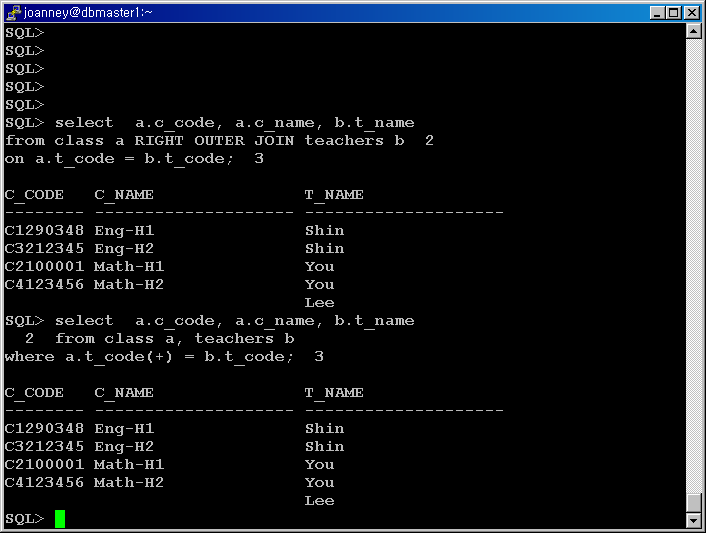 joanney@dbmaster1:~
SQL>
SQL>
SQL>
SQL>
SQL>
SQL> select  a.c_code, a.c_name, b.t_name
from class a RIGHT OUTER JOIN teachers b  2
on a.t_code = b.t_code;  3
C_CODE   C_NAME               T_NAME
-------- -------------------- --------------------
C1290348 Eng-H1               Shin
C3212345 Eng-H2               Shin
C2100001 Math-H1              You
C4123456 Math-H2              You
                              Lee
SQL> select  a.c_code, a.c_name, b.t_name
  2  from class a, teachers b
where a.t_code(+) = b.t_code;  3
C_CODE   C_NAME               T_NAME
-------- -------------------- --------------------
C1290348 Eng-H1               Shin
C3212345 Eng-H2               Shin
C2100001 Math-H1              You
C4123456 Math-H2              You
                              Lee
SQL>